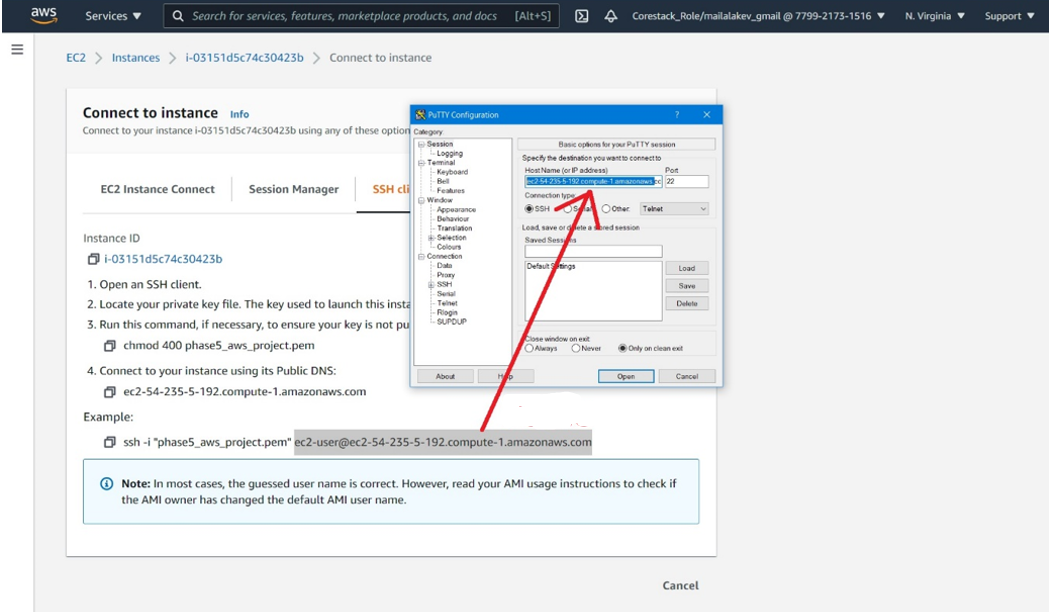 aws
Services
Search for services, features, marketplace products, and docs [Alt+S]
Corestack_Role/mailalakev_gmail @ 7799-2173-1516
N. Virginia
Support
EC2 > Instances > i-03151d5c74c30423b > Connect to instance
Connect to instance Info
Connect to your instance i-03151d5c74c30423b using any of these option
EC2 Instance Connect
Session Manager
SSH cli
Instance ID
i-03151d5c74c30423b
1. Open an SSH client.
2. Locate your private key file. The key used to launch this insta
3. Run this command, if necessary, to ensure your key is not pu
chmod 400 phase5_aws_project.pem
4. Connect to your instance using its Public DNS:
ec2-54-235-5-192.compute-1.amazonaws.com
Example:
ssh -i "phase5_aws_project.pem" ec2-user@ec2-54-235-5-192.compute-1.amazonaws.com
Note: In most cases, the guessed user name is correct. However, read your AMI usage instructions to check if
the AMI owner has changed the default AMI user name.
Cancel
PuTTY Configuration
? ×
Category:
Session
Logging
Terminal
Keyboard
Bell
Features
Window
Appearance
Behaviour
Translation
Selection
Colours
Connection
Data
Proxy
SSH
Serial
Telnet
Rlogin
SUPDUP
Basic options for your PuTTY session
Specify the destination you want to connect to
Host Name (or IP address)
Port
ec2-54-235-5-192.compute-1.amazonaws.cc
22
Connection type:
SSH
Serial
Other:
Telnet
Load, save or delete a stored session
Saved Sessions
Default Settings
Load
Save
Delete
Close window on exit:
Always
Never
Only on clean exit
About
Help
Open
Cancel